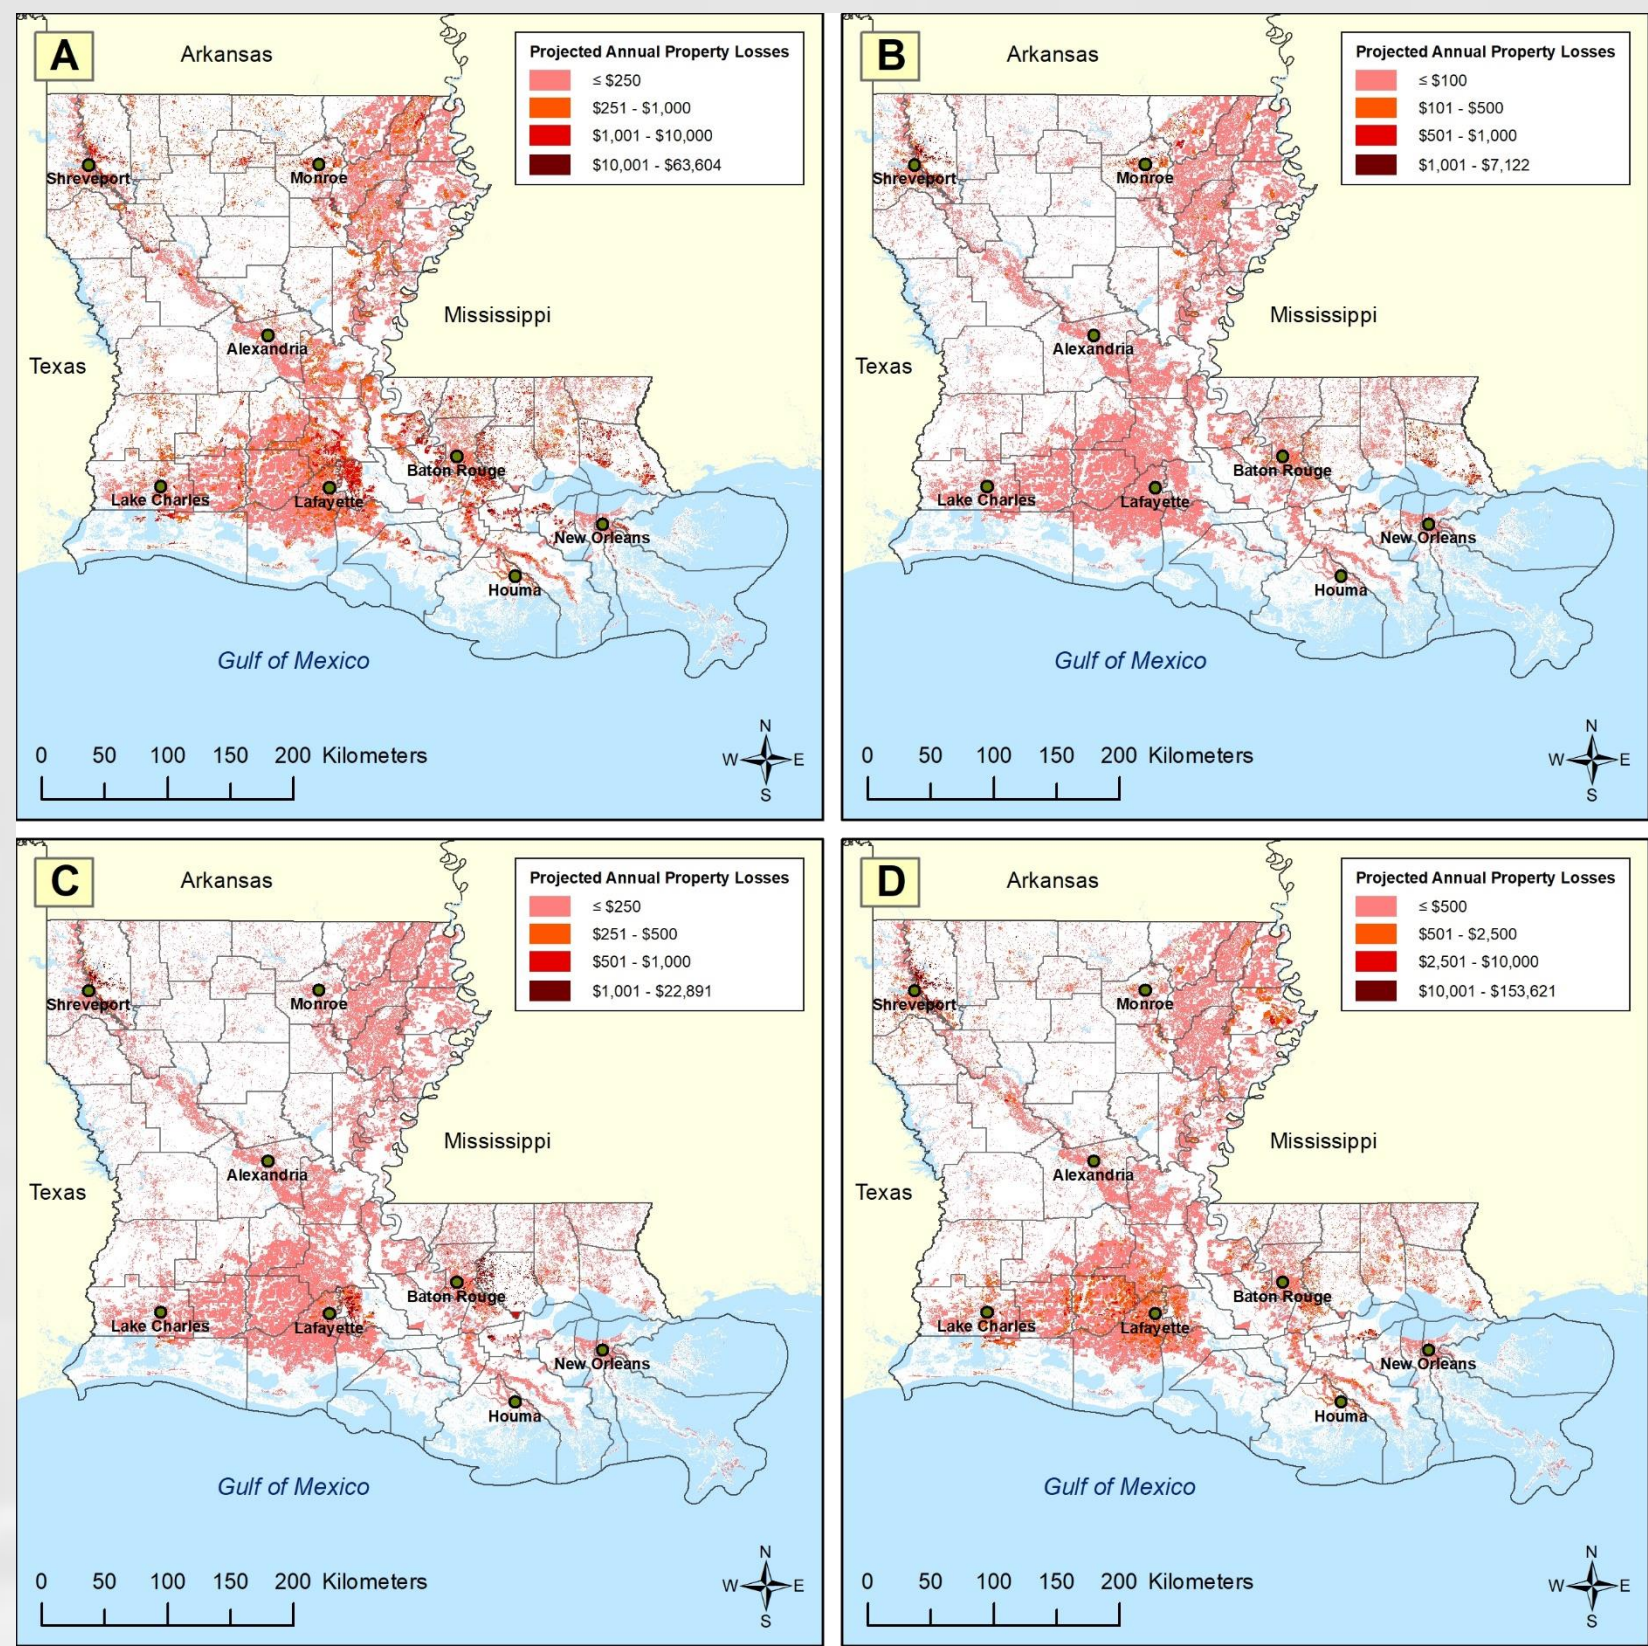 A
Arkansas
Projected Annual Property Losses
≤ $250
$251 - $1,000
$1,001 - $10,000
$10,001 - $63,604
Shreveport
Monroe
Mississippi
Alexandria
Texas
Baton Rouge
Lake Charles
Lafayette
New Orleans
Houma
Gulf of Mexico
0 50 100 150 200 Kilometers
N
W E
S
B
Arkansas
Projected Annual Property Losses
≤ $100
$101 - $500
$501 - $1,000
$1,001 - $7,122
Shreveport
Monroe
Mississippi
Alexandria
Texas
Baton Rouge
Lake Charles
Lafayette
New Orleans
Houma
Gulf of Mexico
0 50 100 150 200 Kilometers
N
W E
S
C
Arkansas
Projected Annual Property Losses
≤ $250
$251 - $500
$501 - $1,000
$1,001 - $22,891
Shreveport
Monroe
Mississippi
Alexandria
Texas
Baton Rouge
Lake Charles
Lafayette
New Orleans
Houma
Gulf of Mexico
0 50 100 150 200 Kilometers
N
W E
S
D
Arkansas
Projected Annual Property Losses
≤ $500
$501 - $2,500
$2,501 - $10,000
$10,001 - $153,621
Shreveport
Monroe
Mississippi
Alexandria
Texas
Baton Rouge
Lake Charles
Lafayette
New Orleans
Houma
Gulf of Mexico
0 50 100 150 200 Kilometers
N
W E
S